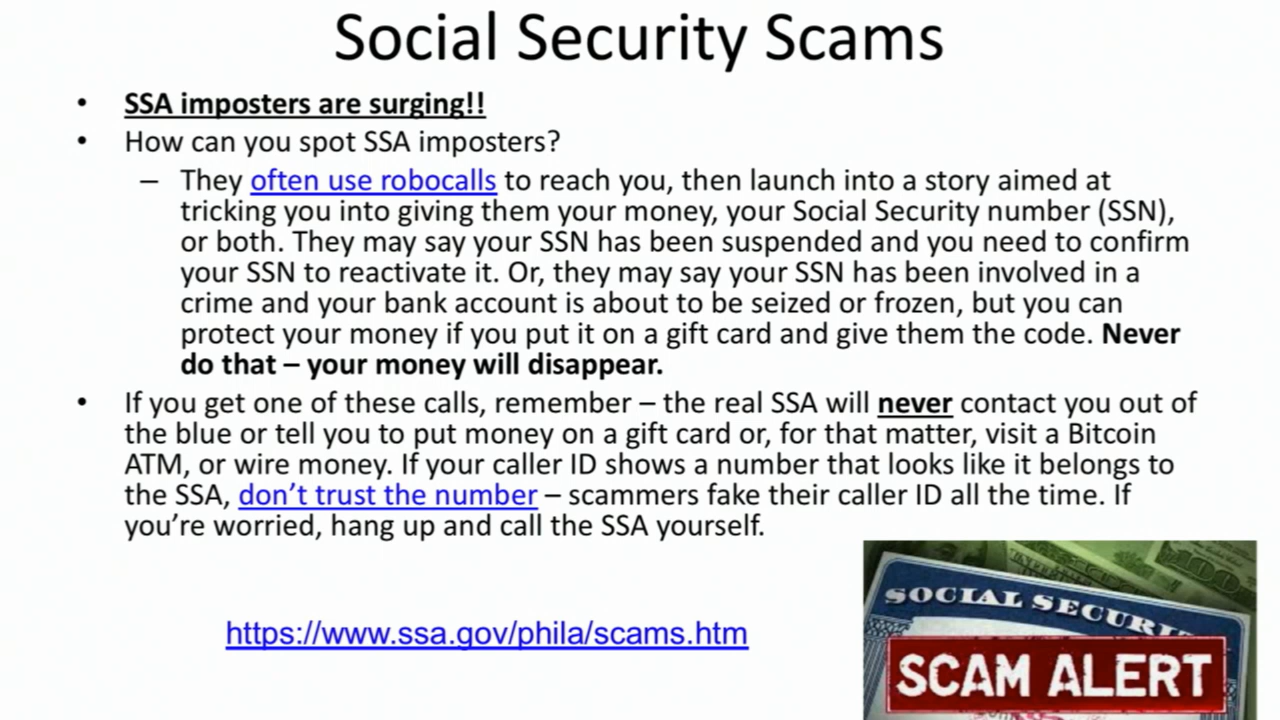 Social Security Scams
• SSA imposters are surging!!
• How can you spot SSA imposters?
– They often use robocalls to reach you, then launch into a story aimed at
tricking you into giving them your money, your Social Security number (SSN),
or both. They may say your SSN has been suspended and you need to confirm
your SSN to reactivate it. Or, they may say your SSN has been involved in a
crime and your bank account is about to be seized or frozen, but you can
protect your money if you put it on a gift card and give them the code. Never
do that – your money will disappear.
• If you get one of these calls, remember – the real SSA will never contact you out of
the blue or tell you to put money on a gift card or, for that matter, visit a Bitcoin
ATM, or wire money. If your caller ID shows a number that looks like it belongs to
the SSA, don’t trust the number – scammers fake their caller ID all the time. If
you’re worried, hang up and call the SSA yourself.
https://www.ssa.gov/phila/scams.htm
100
SOCIAL SECURI
SCAM ALERT